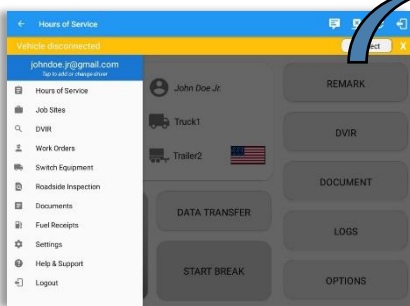 Hours of Service
Vehicle disconnected
X
johndoe.jr@gmail.com
Tap to add or change driver
Hours of Service
Job Sites
DVIR
Work Orders
Switch Equipment
Roadside Inspection
Documents
Fuel Receipts
Settings
Help & Support
Logout
John Doe Jr.
Truck1
Trailer2
DATA TRANSFER
START BREAK
REMARK
DVIR
DOCUMENT
LOGS
OPTIONS